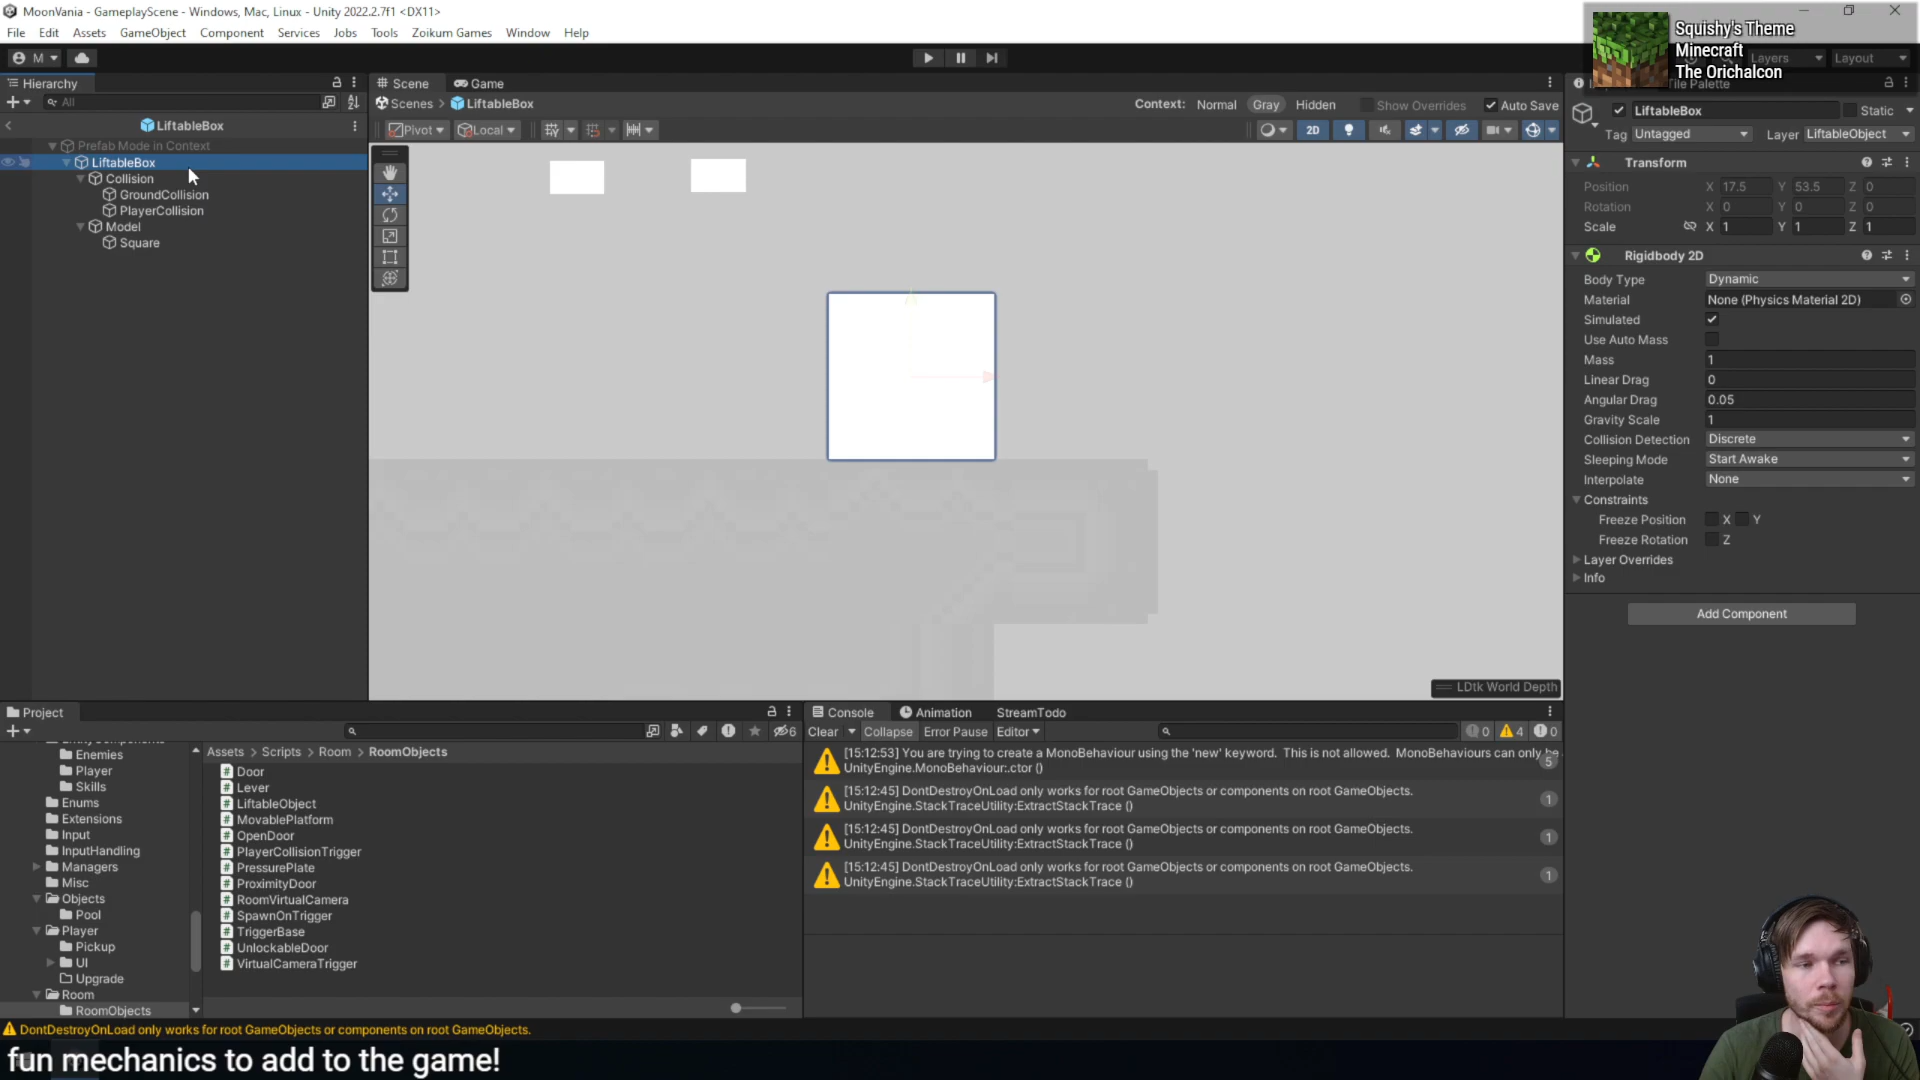 MoonVania - GameplayScene - Windows, Mac, Linux - Unity 2022.2.7f1 <DX11>
File Edit Assets GameObject Component Services Jobs Tools Zoikum Games Window Help
Squishy's Theme
Minecraft
The Orichalcon
M Layers Layout
Hierarchy Scene Game Tile Palette
All Scenes LiftableBox Context: Normal Gray Hidden Show Overrides Auto Save
LiftableBox Pivot Local 2D
Prefab Mode in Context
LiftableBox
Collision
GroundCollision
PlayerCollision
Model
Square
LDtk World Depth
LiftableBox Static
Tag Untagged Layer LiftableObject
Transform
Position X 17.5 Y 53.5 Z 0
Rotation X 0 Y 0 Z 0
Scale X 1 Y 1 Z 1
Rigidbody 2D
Body Type Dynamic
Material None (Physics Material 2D)
Simulated
Use Auto Mass
Mass 1
Linear Drag 0
Angular Drag 0.05
Gravity Scale 1
Collision Detection Discrete
Sleeping Mode Start Awake
Interpolate None
Constraints
Freeze Position X Y
Freeze Rotation Z
Layer Overrides
Info
Add Component
Project
Enemies
Player
Skills
Enums
Extensions
Input
InputHandling
Managers
Misc
Objects
Pool
Player
Pickup
UI
Upgrade
Room
RoomObjects
6
Assets > Scripts > Room > RoomObjects
Door
Lever
LiftableObject
MovablePlatform
OpenDoor
PlayerCollisionTrigger
PressurePlate
ProximityDoor
RoomVirtualCamera
SpawnOnTrigger
TriggerBase
UnlockableDoor
VirtualCameraTrigger
Console Animation StreamTodo
Clear Collapse Error Pause Editor 0 4 0
[15:12:53] You are trying to create a MonoBehaviour using the 'new' keyword. This is not allowed. MonoBehaviours can only be
UnityEngine.MonoBehaviour:.ctor () 5
[15:12:45] DontDestroyOnLoad only works for root GameObjects or components on root GameObjects.
UnityEngine.StackTraceUtility:ExtractStackTrace () 1
[15:12:45] DontDestroyOnLoad only works for root GameObjects or components on root GameObjects.
UnityEngine.StackTraceUtility:ExtractStackTrace () 1
[15:12:45] DontDestroyOnLoad only works for root GameObjects or components on root GameObjects.
UnityEngine.StackTraceUtility:ExtractStackTrace () 1
DontDestroyOnLoad only works for root GameObjects or components on root GameObjects.
fun mechanics to add to the game!